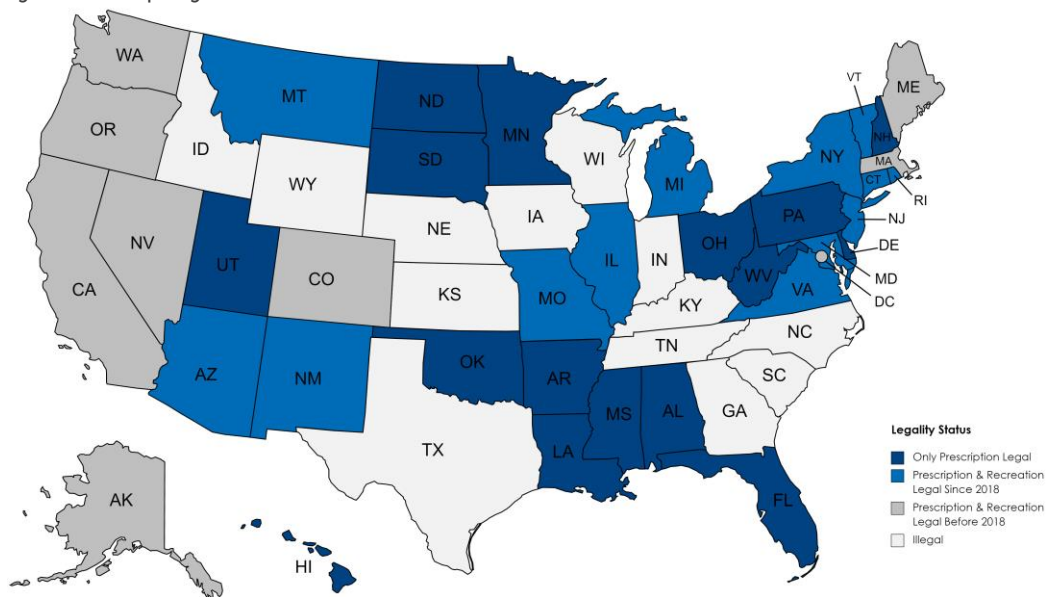 WA
MT
ND
MN
OR
ID
SD
WY
WI
MI
VT
ME
NH
NY
MA
CT
RI
NJ
IA
NE
PA
OH
IN
IL
NV
UT
CO
CA
KS
MO
WV
VA
DE
MD
DC
KY
NC
TN
AZ
NM
OK
AR
SC
MS
AL
GA
TX
LA
FL
AK
HI
Legality Status
Only Prescription Legal
Prescription & Recreation
Legal Since 2018
Prescription & Recreation
Legal Before 2018
Illegal